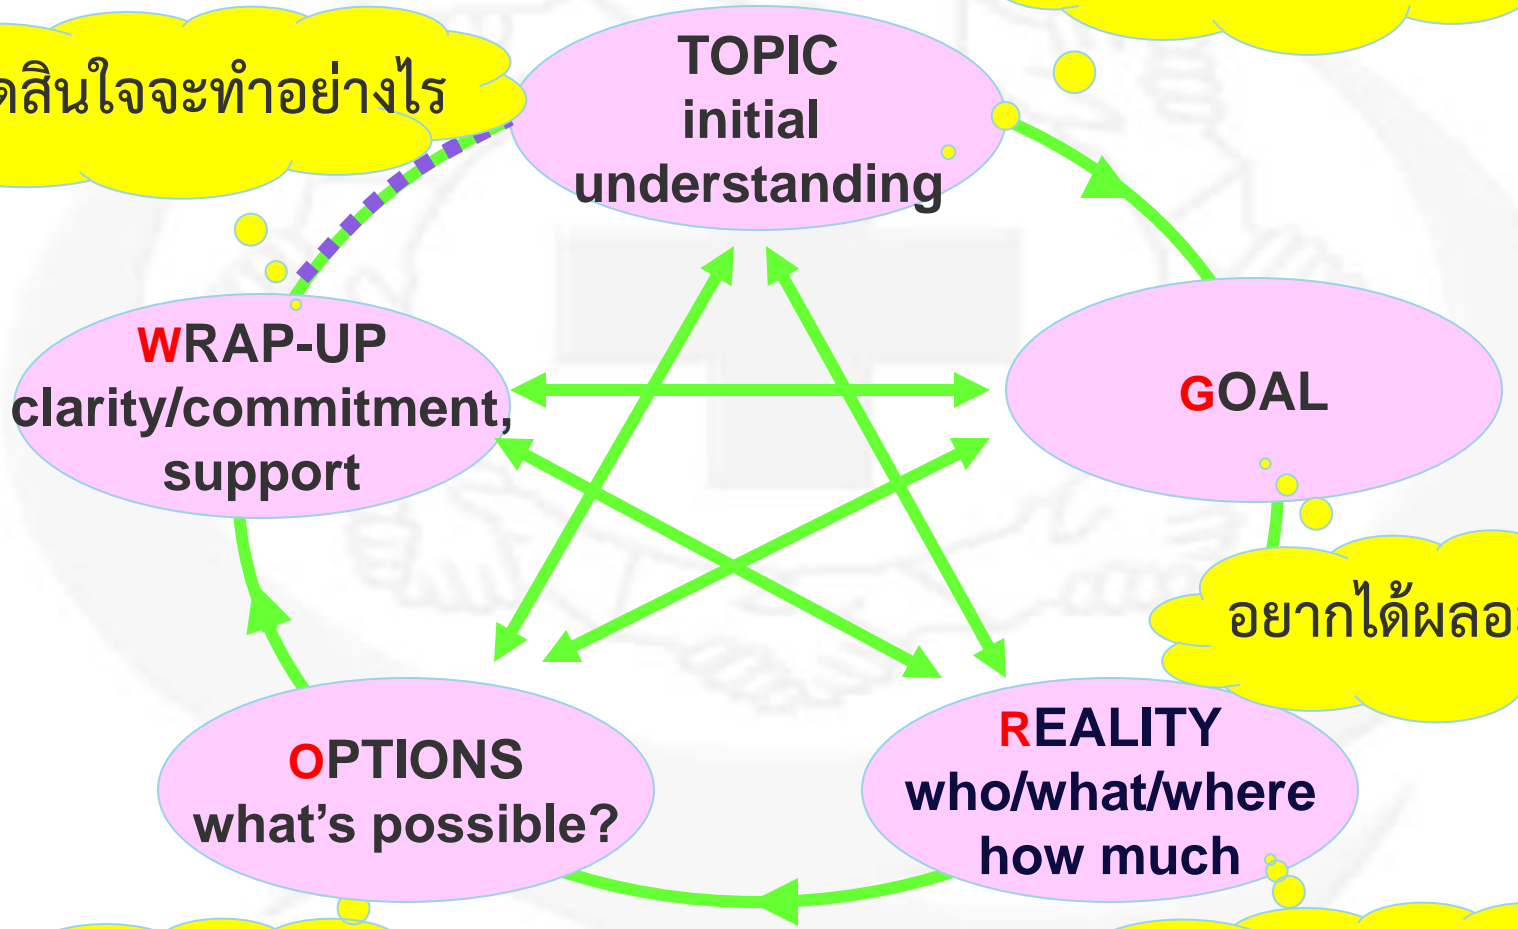 TOPIC
initial
understanding
ดสินใจจะทำอย่างไร
WRAP-UP
clarity/commitment,
support
GOAL
อยากได้ผลอ
OPTIONS
what's possible?
REALITY
who/what/where
how much